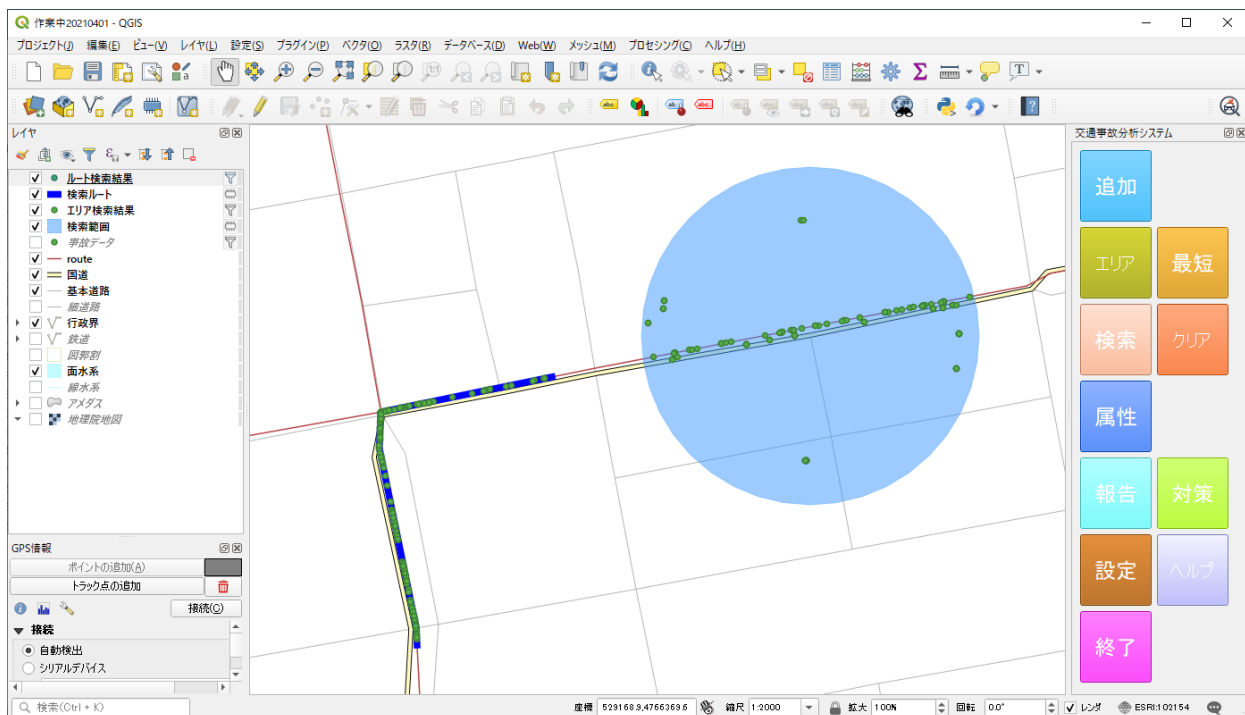 作業中20210401 - QGIS
プロジェクト(J) 編集(E) ビュー(V) レイヤ(L) 設定(S) プラグイン(P) ベクタ(O) ラスタ(R) データベース(D) Web(W) メッシュ(M) プロセシング(C) ヘルプ(H)
レイヤ
ルート検索結果
検索ルート
エリア検索結果
検索範囲
事故データ
route
国道
基本道路
細道路
行政界
鉄道
図郭割
面水系
線水系
アメダス
地理院地図
GPS情報
ポイントの追加(A)
トラック点の追加
接続(C)
接続
自動検出
シリアルデバイス
交通事故分析システム
追加
エリア 最短
検索 クリア
属性
報告 対策
設定 ヘルプ
終了
検索(Ctrl + K) 座標 529168.9,4766369.6 縮尺 1:2000 拡大 100% 回転 0.0° レンダ ESRI:102154